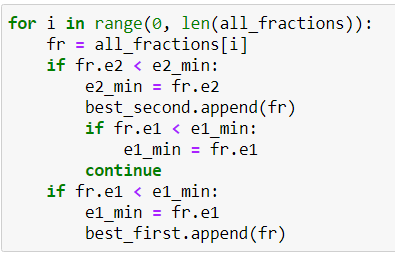 for i in range(0, len(all_fractions)):
    fr = all_fractions[i]
    if fr.e2 < e2_min:
        e2_min = fr.e2
        best_second.append(fr)
        if fr.e1 < e1_min:
            e1_min = fr.e1
        continue
    if fr.e1 < e1_min:
        e1_min = fr.e1
        best_first.append(fr)